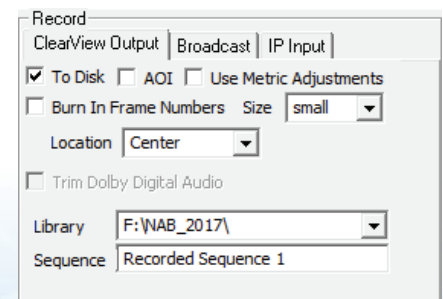 Record
ClearView Output Broadcast IP Input
To Disk AOI Use Metric Adjustments
Burn In Frame Numbers Size small
Location Center
Trim Dolby Digital Audio
Library F:\NAB_2017\
Sequence Recorded Sequence 1